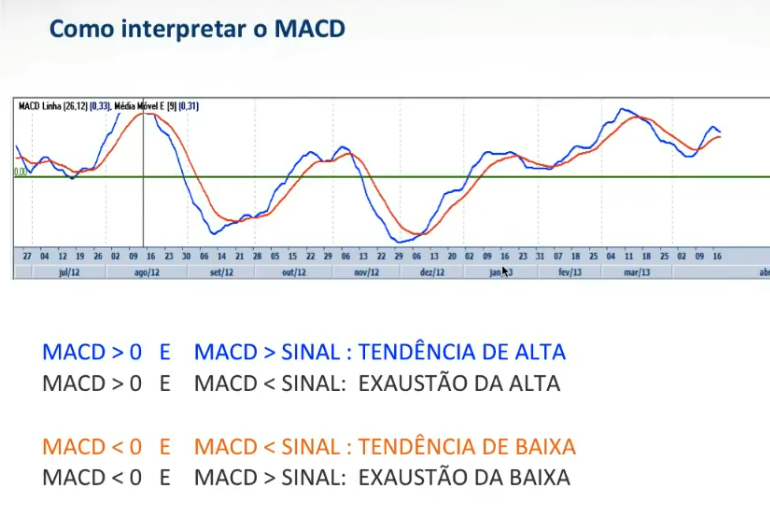 Como interpretar o MACD
MACD Linha (26,12) (0,33), Média Móvel E [9] (0,31)
0,00
27 04 12 19 26 02 09 16 23 30 06 14 21 28 05 15 22 29 06 13 22 29 06 13 20 02 09 16 23 31 07 18 25 04 11 18 25 02 09 16
jul/12 ago/12 set/12 out/12 nov/12 dez/12 fev/13 mar/13
MACD > 0 E MACD > SINAL : TENDÊNCIA DE ALTA
MACD > 0 E MACD < SINAL: EXAUSTÃO DA ALTA
MACD < 0 E MACD < SINAL : TENDÊNCIA DE BAIXA
MACD < 0 E MACD > SINAL: EXAUSTÃO DA BAIXA